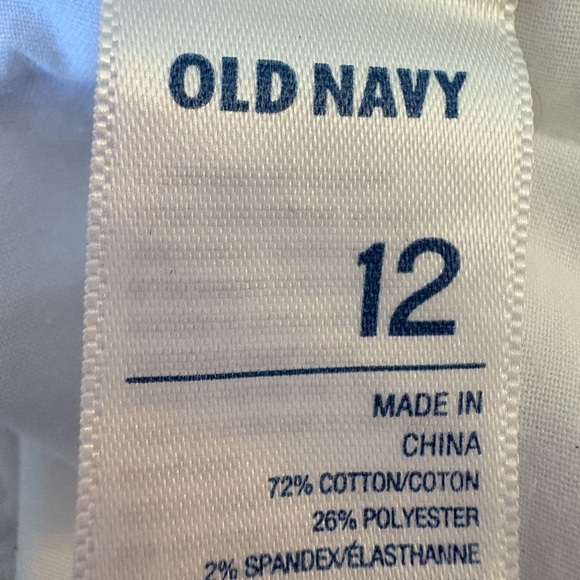 OLD NAVY
12
MADE IN
CHINA
72% COTTON/COTON
26% POLYESTER
2% SPANDEX/ÉLASTHANNE